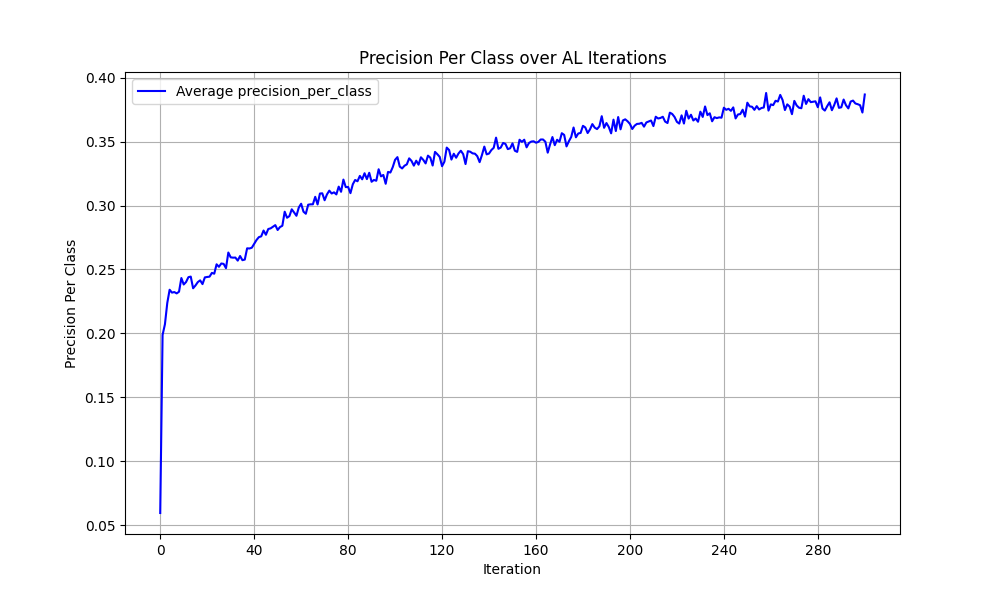 Precision Per Class over AL Iterations
Average precision_per_class
Precision Per Class
0.40
0.35
0.30
0.25
0.20
0.15
0.10
0.05
0 40 80 120 160 200 240 280
Iteration